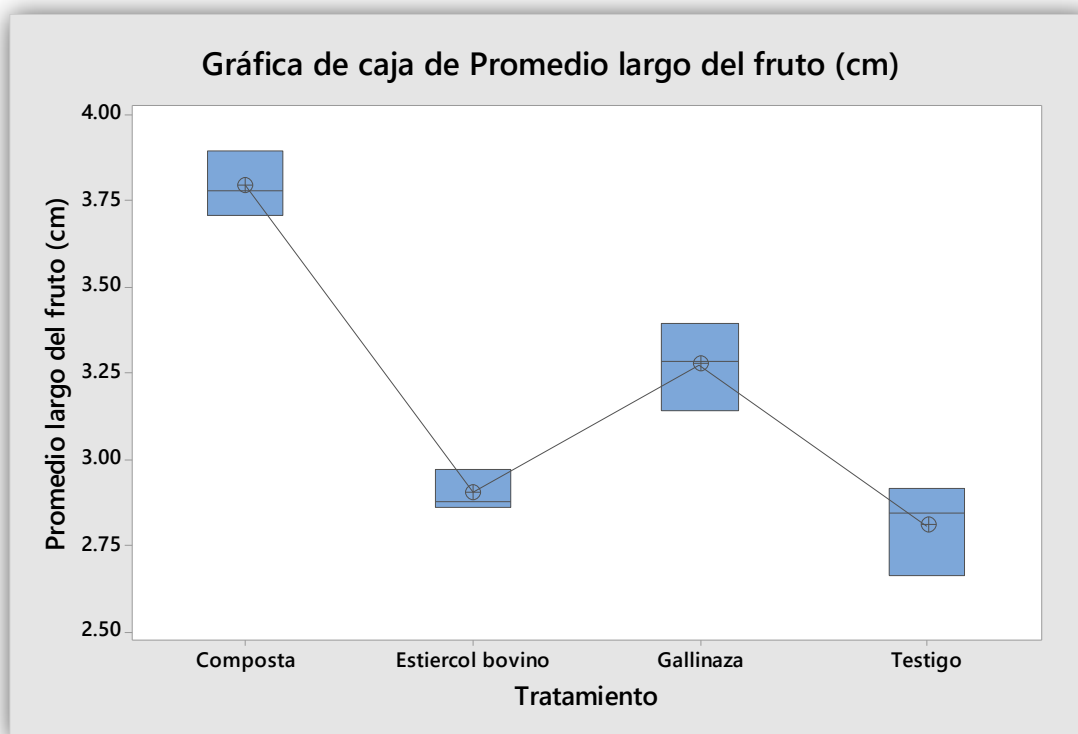 Gráfica de caja de Promedio largo del fruto (cm)
Promedio largo del fruto (cm)
4.00
3.75
3.50
3.25
3.00
2.75
2.50
Composta Estiercol bovino Gallinaza Testigo
Tratamiento